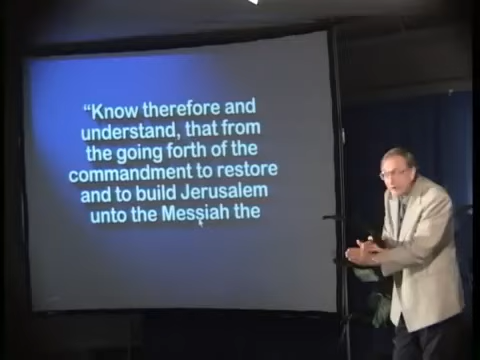 “Know therefore and
understand, that from
the going forth of the
commandment to restore
and to build Jerusalem
unto the Messiah the